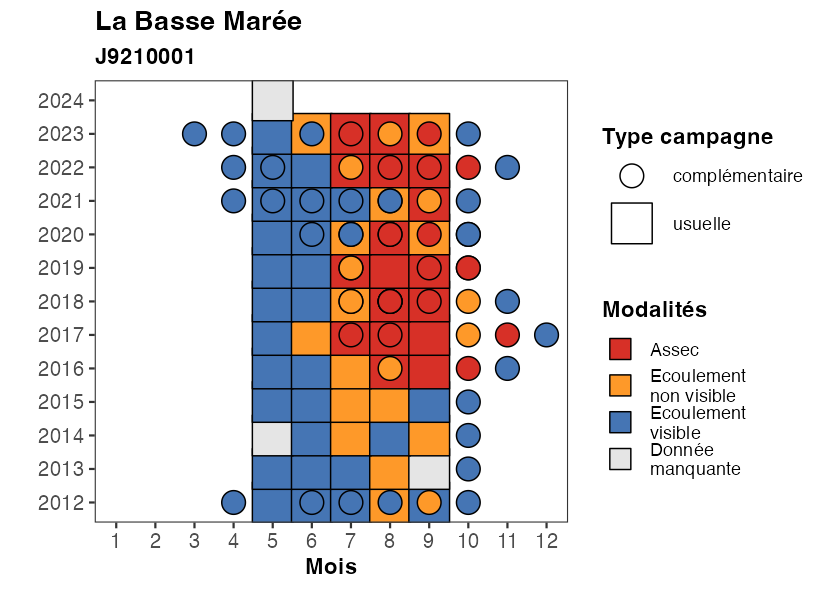 La Basse Marée
J9210001
2024
2023
2022
2021
2020
2019
2018
2017
2016
2015
2014
2013
2012
1 2 3 4 5 6 7 8 9 10 11 12
Mois
Type campagne
complémentaire
usuelle
Modalités
Assec
Ecoulement
non visible
Ecoulement
visible
Donnée
manquante